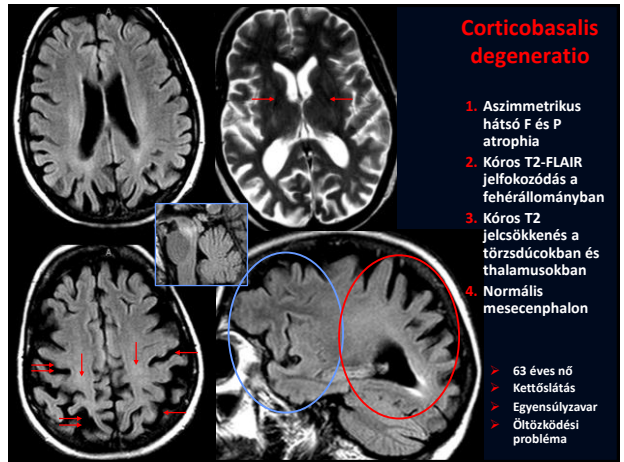 Corticobasalis
degeneratio
1. Aszimmetrikus
hátsó F és P
atrophia
2. Kóros T2-FLAIR
jelfokozódás a
fehérállományban
3. Kóros T2
jelcsökkenés a
törzsdúcokban és
thalamusokban
4. Normális
mesecenphalon
63 éves nő
Kettőslátás
Egyensúlyzavar
Öltözködési
probléma
A
A